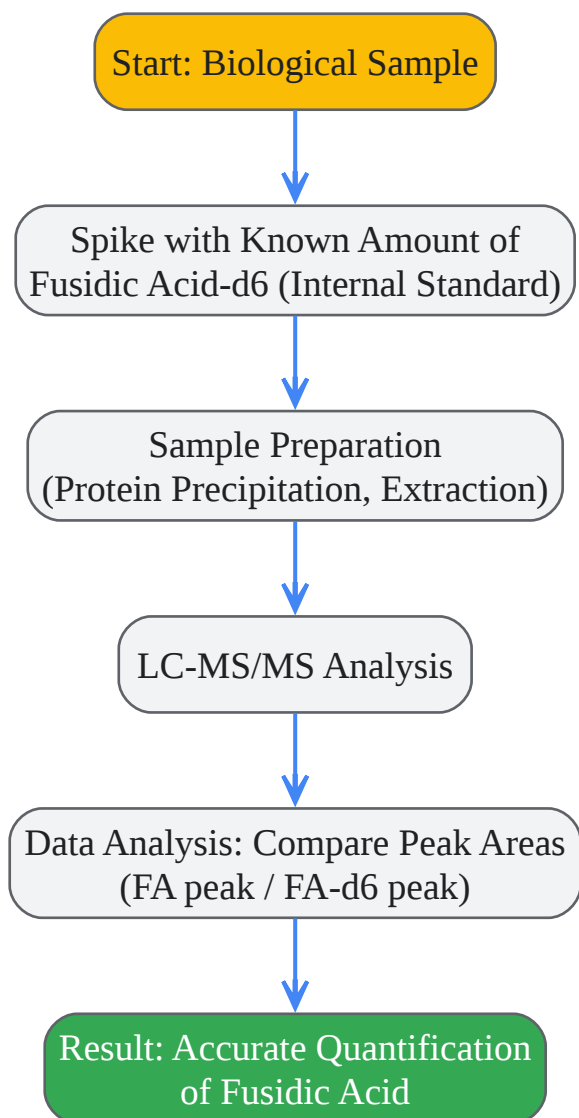 Start: Biological Sample
Spike with Known Amount of
Fusidic Acid-d6 (Internal Standard)
Sample Preparation
(Protein Precipitation, Extraction)
LC-MS/MS Analysis
Data Analysis: Compare Peak Areas
(FA peak / FA-d6 peak)
Result: Accurate Quantification
of Fusidic Acid